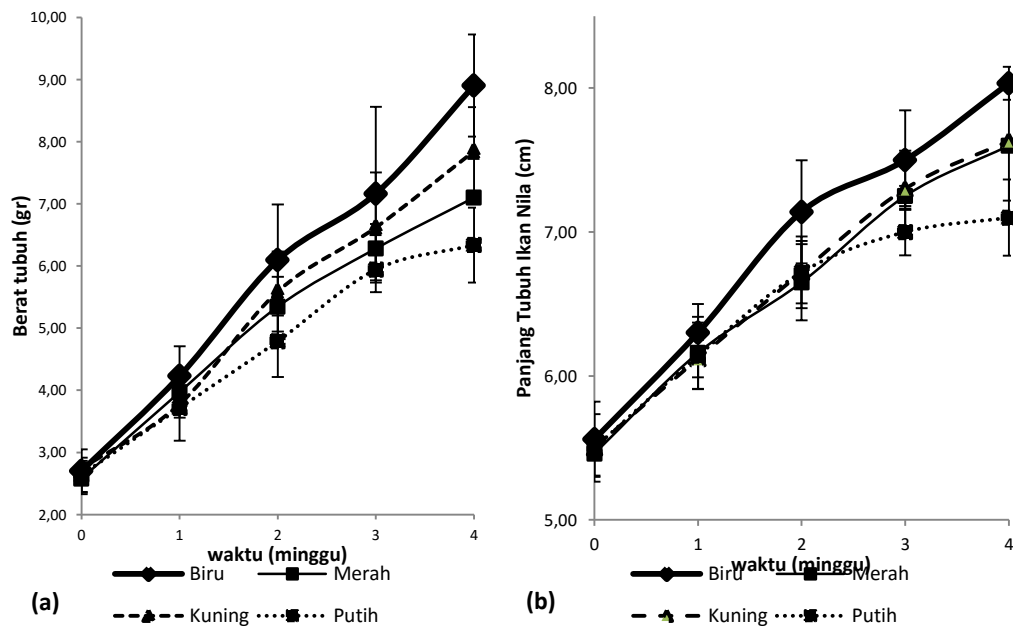 Berat tubuh (gr)
10,00
9,00
8,00
7,00
6,00
5,00
4,00
3,00
2,00
0 1 2 3 4
waktu (minggu)
Biru Merah
Kuning Putih
(a)
Panjang Tubuh Ikan Nila (cm)
8,00
7,00
6,00
5,00
0 1 2 3 4
waktu (minggu)
Biru Merah
Kuning Putih
(b)